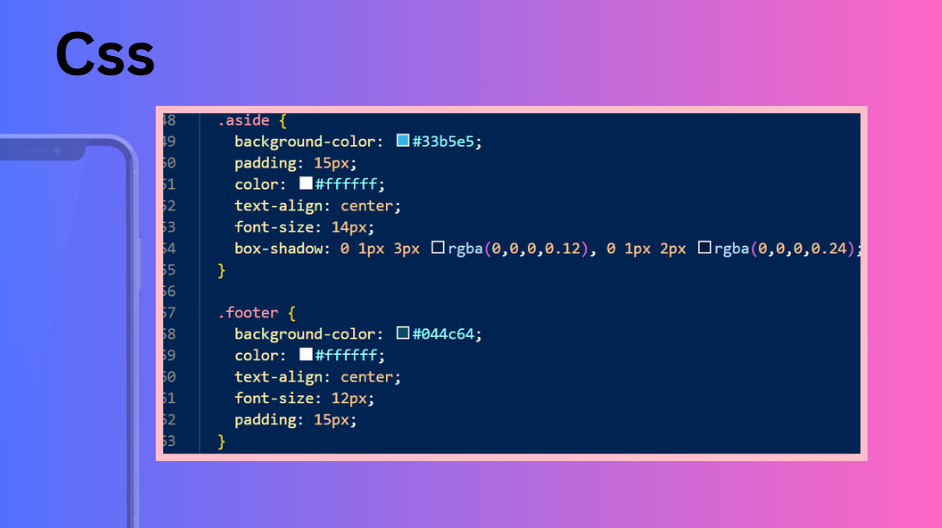 Css
48 .aside {
49 background-color: #33b5e5;
50 padding: 15px;
51 color: #ffffff;
52 text-align: center;
53 font-size: 14px;
54 box-shadow: 0 1px 3px rgba(0,0,0,0.12), 0 1px 2px rgba(0,0,0,0.24);
55 }
56
57 .footer {
58 background-color: #044c64;
59 color: #ffffff;
60 text-align: center;
61 font-size: 12px;
62 padding: 15px;
63 }